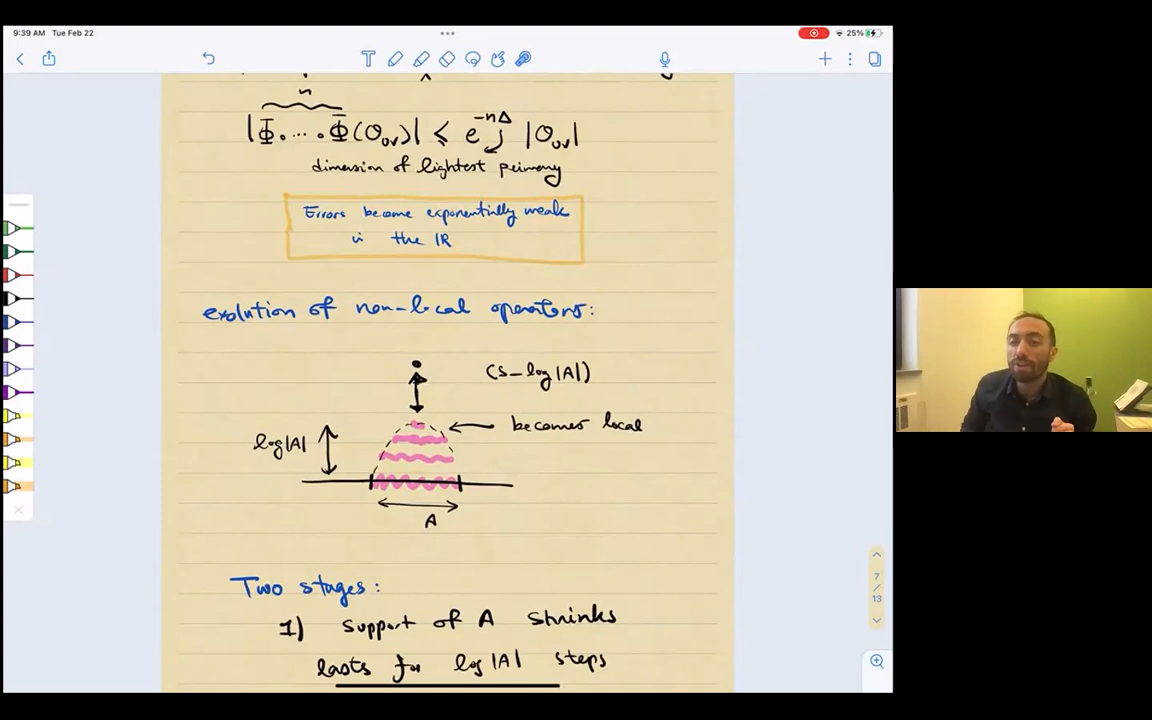 9:39 AM Tue Feb 22
25%
n
|Φ̄....Φ̄(O_UV)| ≤ e^{-nΔ} |O_UV|
dimension of lightest primary
Errors become exponentially weak
in the IR
evolution of non-local operators:
(s-log|A|)
becomes local
log|A|
A
Two stages:
1) support of A shrinks
lasts for log|A| steps
7
/
13